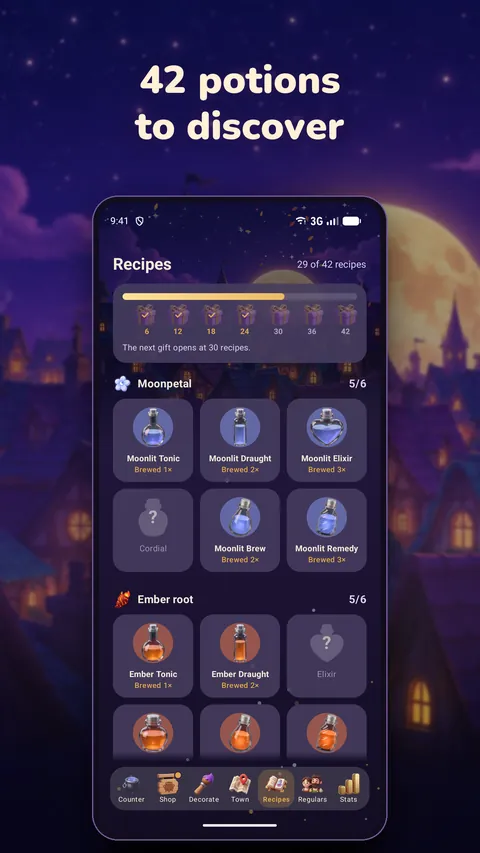 42 potions
to discover
9:41
3G
Recipes
29 of 42 recipes
6 12 18 24 30 36 42
The next gift opens at 30 recipes.
Moonpetal
5/6
Moonlit Tonic Moonlit Draught Moonlit Elixir
Brewed 1× Brewed 2× Brewed 3×
?
Cordial Moonlit Brew Moonlit Remedy
Brewed 2× Brewed 3×
Ember root
5/6
?
Ember Tonic Ember Draught Elixir
Brewed 1× Brewed 2×
Counter Shop Decorate Town Recipes Regulars Stats